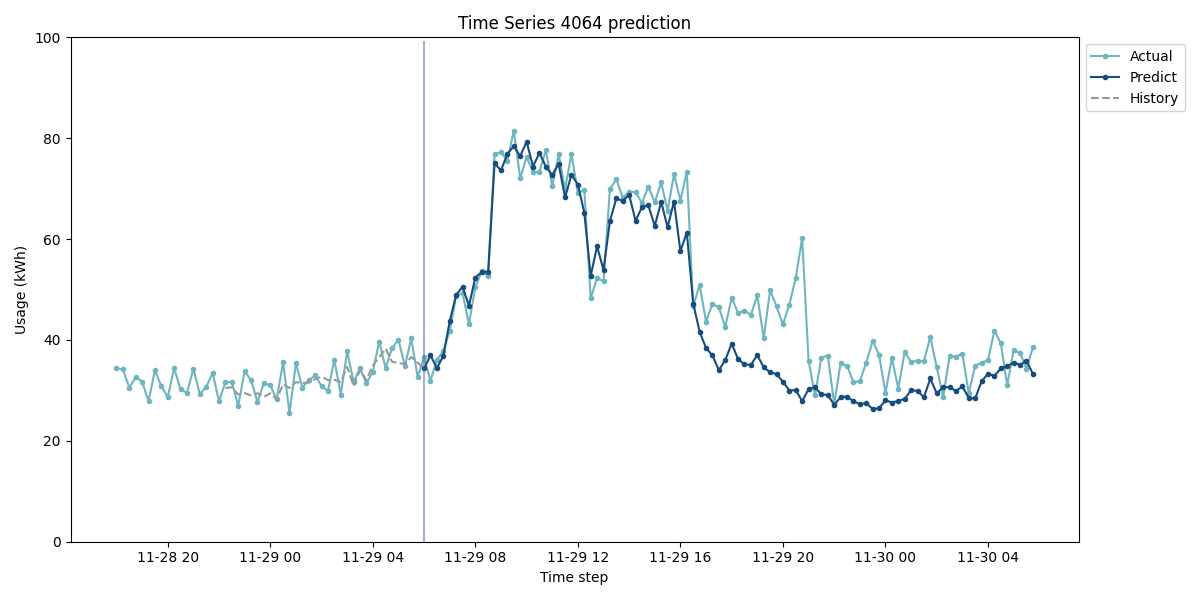 Time Series 4064 prediction
Usage (kWh)
100
80
60
40
20
0
11-28 20
11-29 00
11-29 04
11-29 08
11-29 12
11-29 16
11-29 20
11-30 00
11-30 04
Time step
Actual
Predict
History